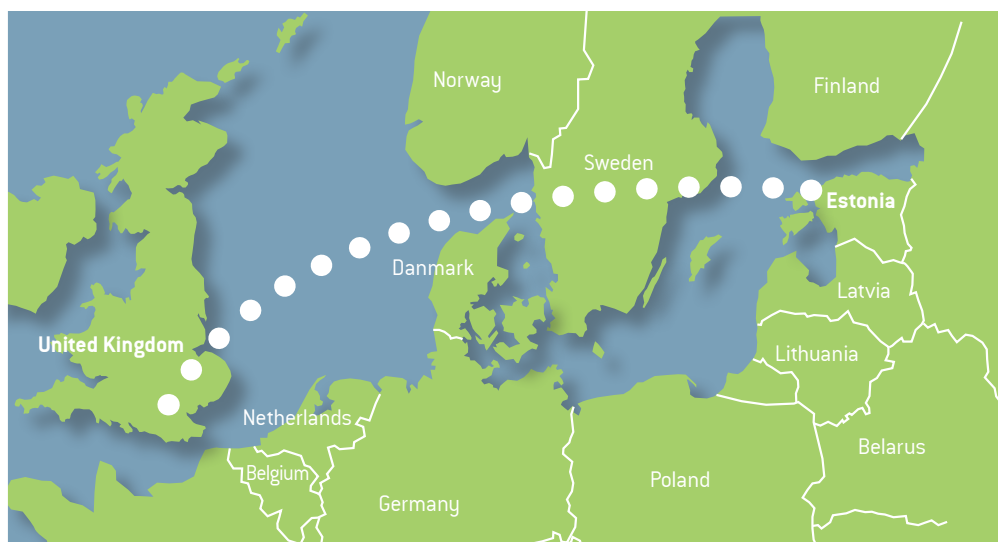 Norway
Finland
Sweden
Estonia
Danmark
Latvia
United Kingdom
Lithuania
Netherlands
Belarus
Belgium
Poland
Germany